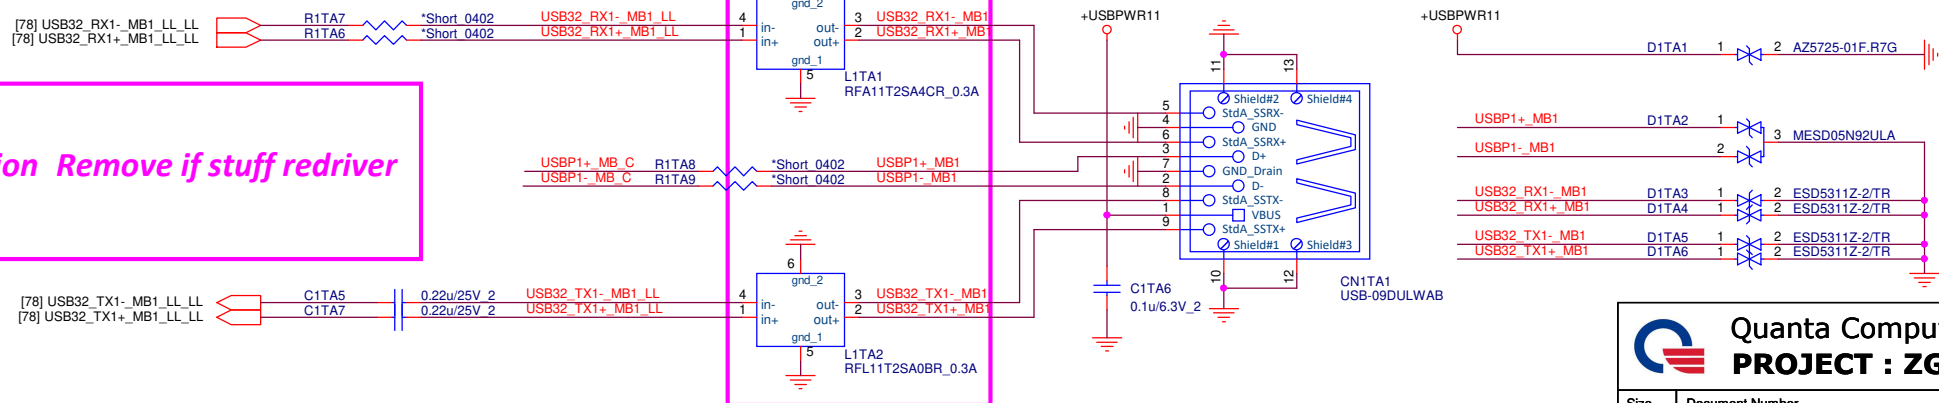 [78] USB32_RX1-_MB1_LL_LL
[78] USB32_RX1+_MB1_LL_LL
R1TA7 *Short_0402 USB32_RX1-_MB1_LL
R1TA6 *Short_0402 USB32_RX1+_MB1_LL
gnd_2
4 in- out- 3 USB32_RX1-_MB1
1 in+ out+ 2 USB32_RX1+_MB1
gnd_1
5
L1TA1
RFA11T2SA4CR_0.3A
ion Remove if stuff redriver
USBP1+_MB_C R1TA8 *Short_0402 USBP1+_MB1
USBP1-_MB_C R1TA9 *Short_0402 USBP1-_MB1
[78] USB32_TX1-_MB1_LL_LL
[78] USB32_TX1+_MB1_LL_LL
C1TA5 0.22u/25V_2 USB32_TX1-_MB1_LL
C1TA7 0.22u/25V_2 USB32_TX1+_MB1_LL
6
gnd_2
4 in- out- 3 USB32_TX1-_MB1
1 in+ out+ 2 USB32_TX1+_MB1
gnd_1
5
L1TA2
RFL11T2SA0BR_0.3A
+USBPWR11
C1TA6
0.1u/6.3V_2
11 13
Shield#2 Shield#4
5 StdA_SSRX-
4 GND
6 StdA_SSRX+
3 D+
7 GND_Drain
2 D-
8 StdA_SSTX-
1 VBUS
9 StdA_SSTX+
Shield#1 Shield#3
10 12
CN1TA1
USB-09DULWAB
+USBPWR11
D1TA1 1 2 AZ5725-01F.R7G
USBP1+_MB1 D1TA2 1
3 MESD05N92ULA
USBP1-_MB1 2
USB32_RX1-_MB1 D1TA3 1 2 ESD5311Z-2/TR
USB32_RX1+_MB1 D1TA4 1 2 ESD5311Z-2/TR
USB32_TX1-_MB1 D1TA5 1 2 ESD5311Z-2/TR
USB32_TX1+_MB1 D1TA6 1 2 ESD5311Z-2/TR
Quanta Compu
PROJECT : ZG
Size Document Number